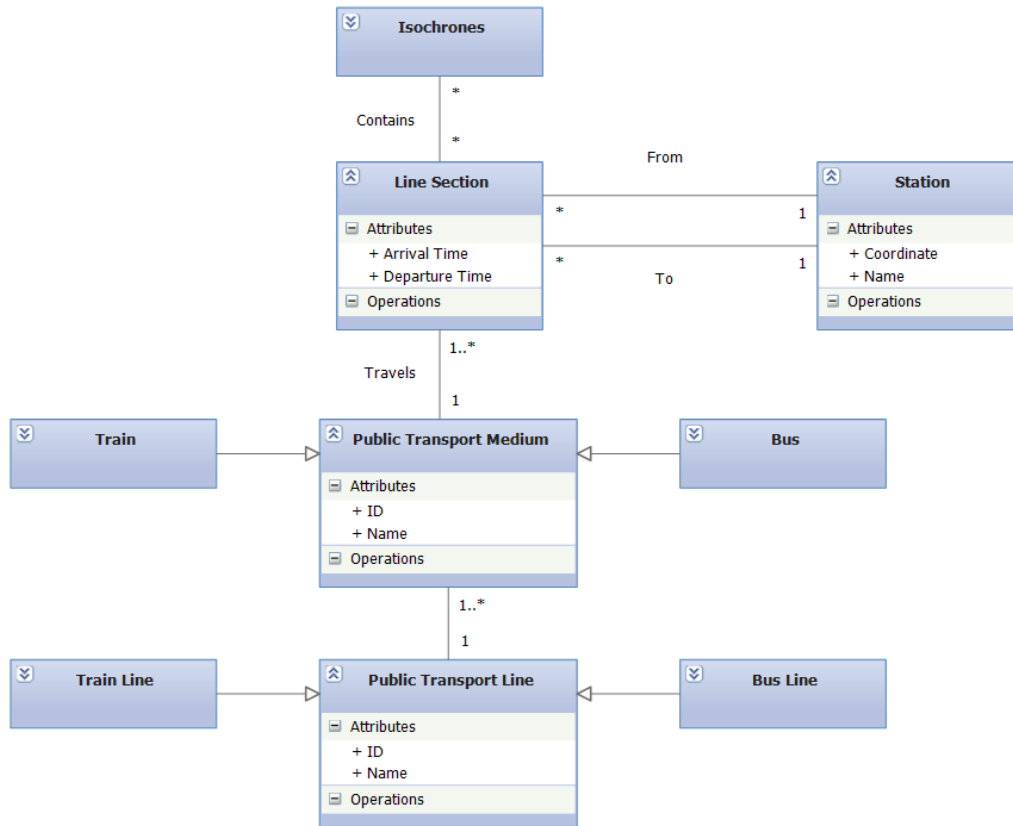 Isochrones
*
Contains
*
From
Line Section
Station
* 1
Attributes
Attributes
+ Arrival Time
+ Coordinate
* 1
+ Departure Time
+ Name
To
Operations
Operations
1..*
Travels
1
Train
Public Transport Medium
Bus
Attributes
+ ID
+ Name
Operations
1..*
1
Train Line
Public Transport Line
Bus Line
Attributes
+ ID
+ Name
Operations